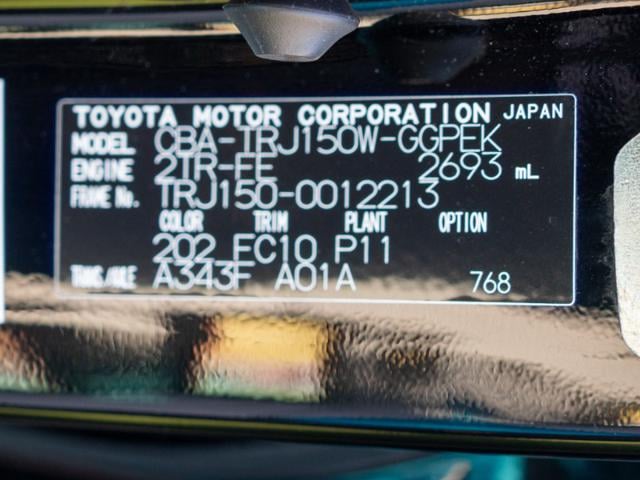 TOYOTA MOTOR CORPORATION JAPAN
MODEL CBA-TRJ150W-GGPEK
ENGINE 2TR-FE 2693 mL
FRAME No. TRJ150-0012213
COLOR TRIM PLANT OPTION
202 FC10 P11
TRANS/AXLE A343F A01A 768